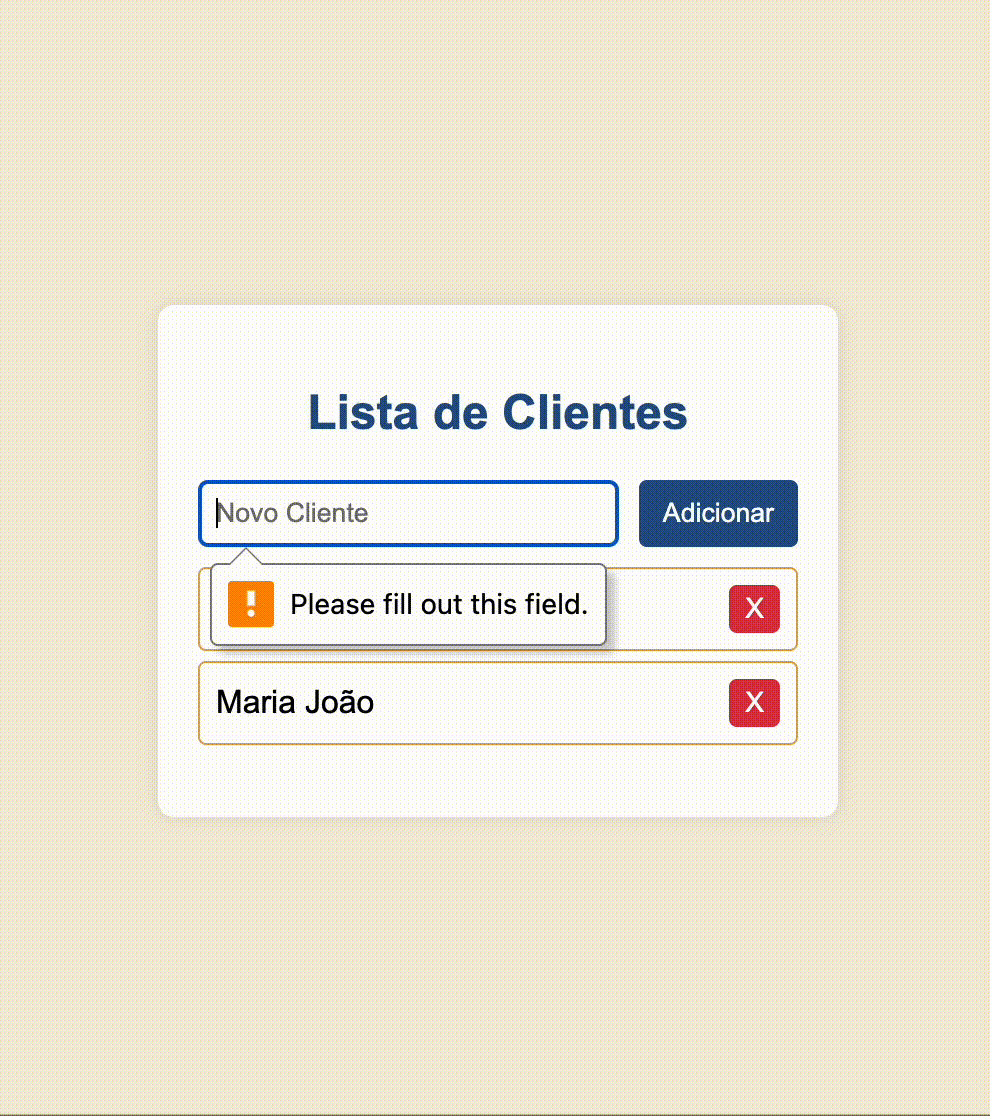 Lista de Clientes
Novo Cliente
Adicionar
! Please fill out this field.
X
Maria João
X